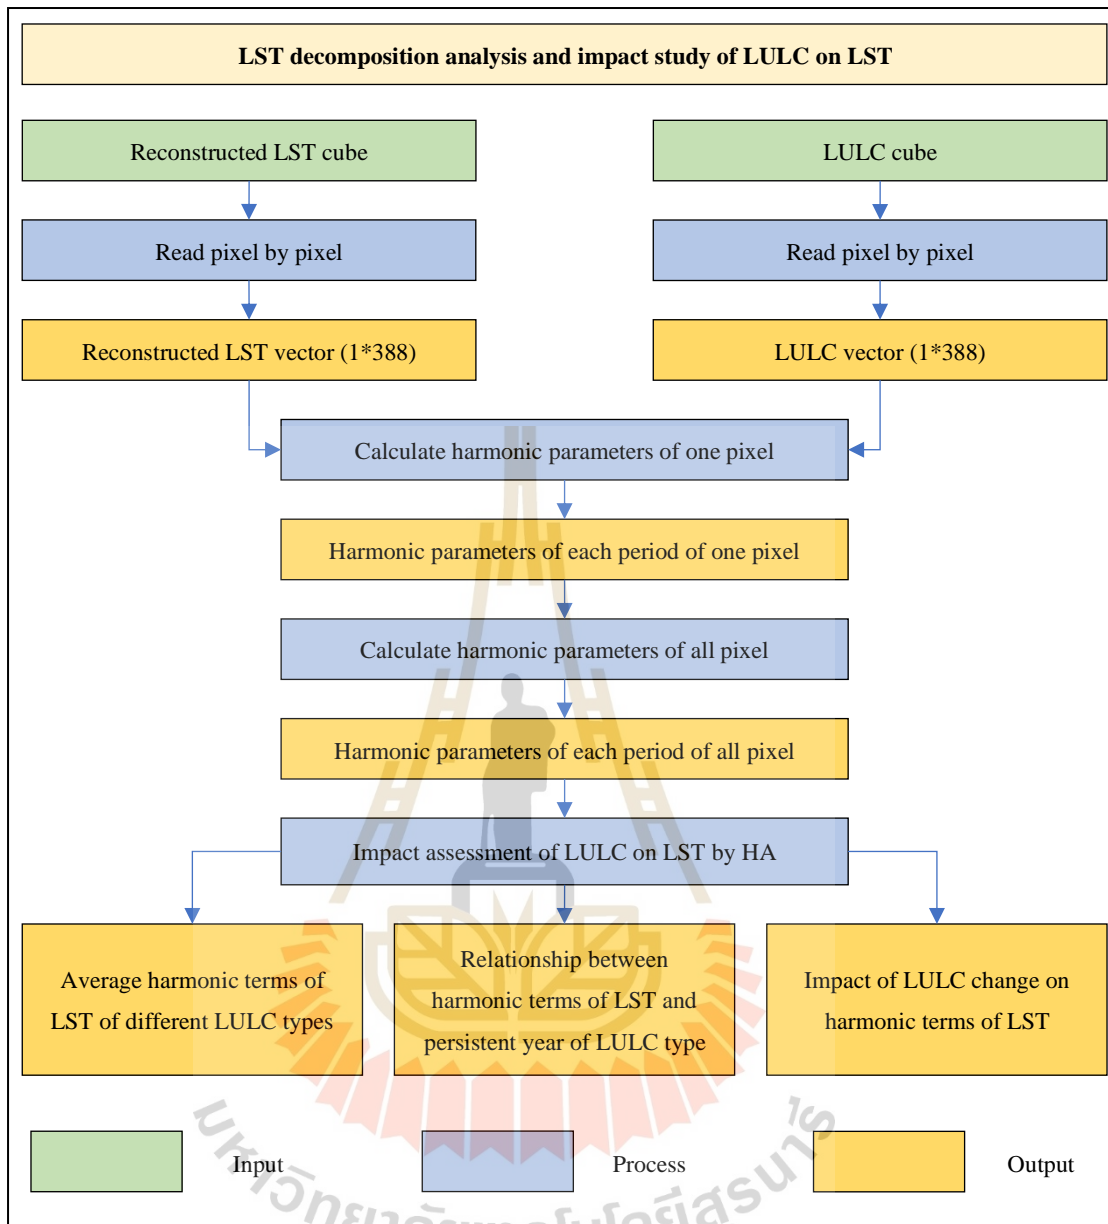 LST decomposition analysis and impact study of LULC on LST
Reconstructed LST cube
LULC cube
Read pixel by pixel
Read pixel by pixel
Reconstructed LST vector (1*388)
LULC vector (1*388)
Calculate harmonic parameters of one pixel
Harmonic parameters of each period of one pixel
Calculate harmonic parameters of all pixel
Harmonic parameters of each period of all pixel
Impact assessment of LULC on LST by HA
Average harmonic terms of
LST of different LULC types
Relationship between
harmonic terms of LST and
persistent year of LULC type
Impact of LULC change on
harmonic terms of LST
Input
Process
Output